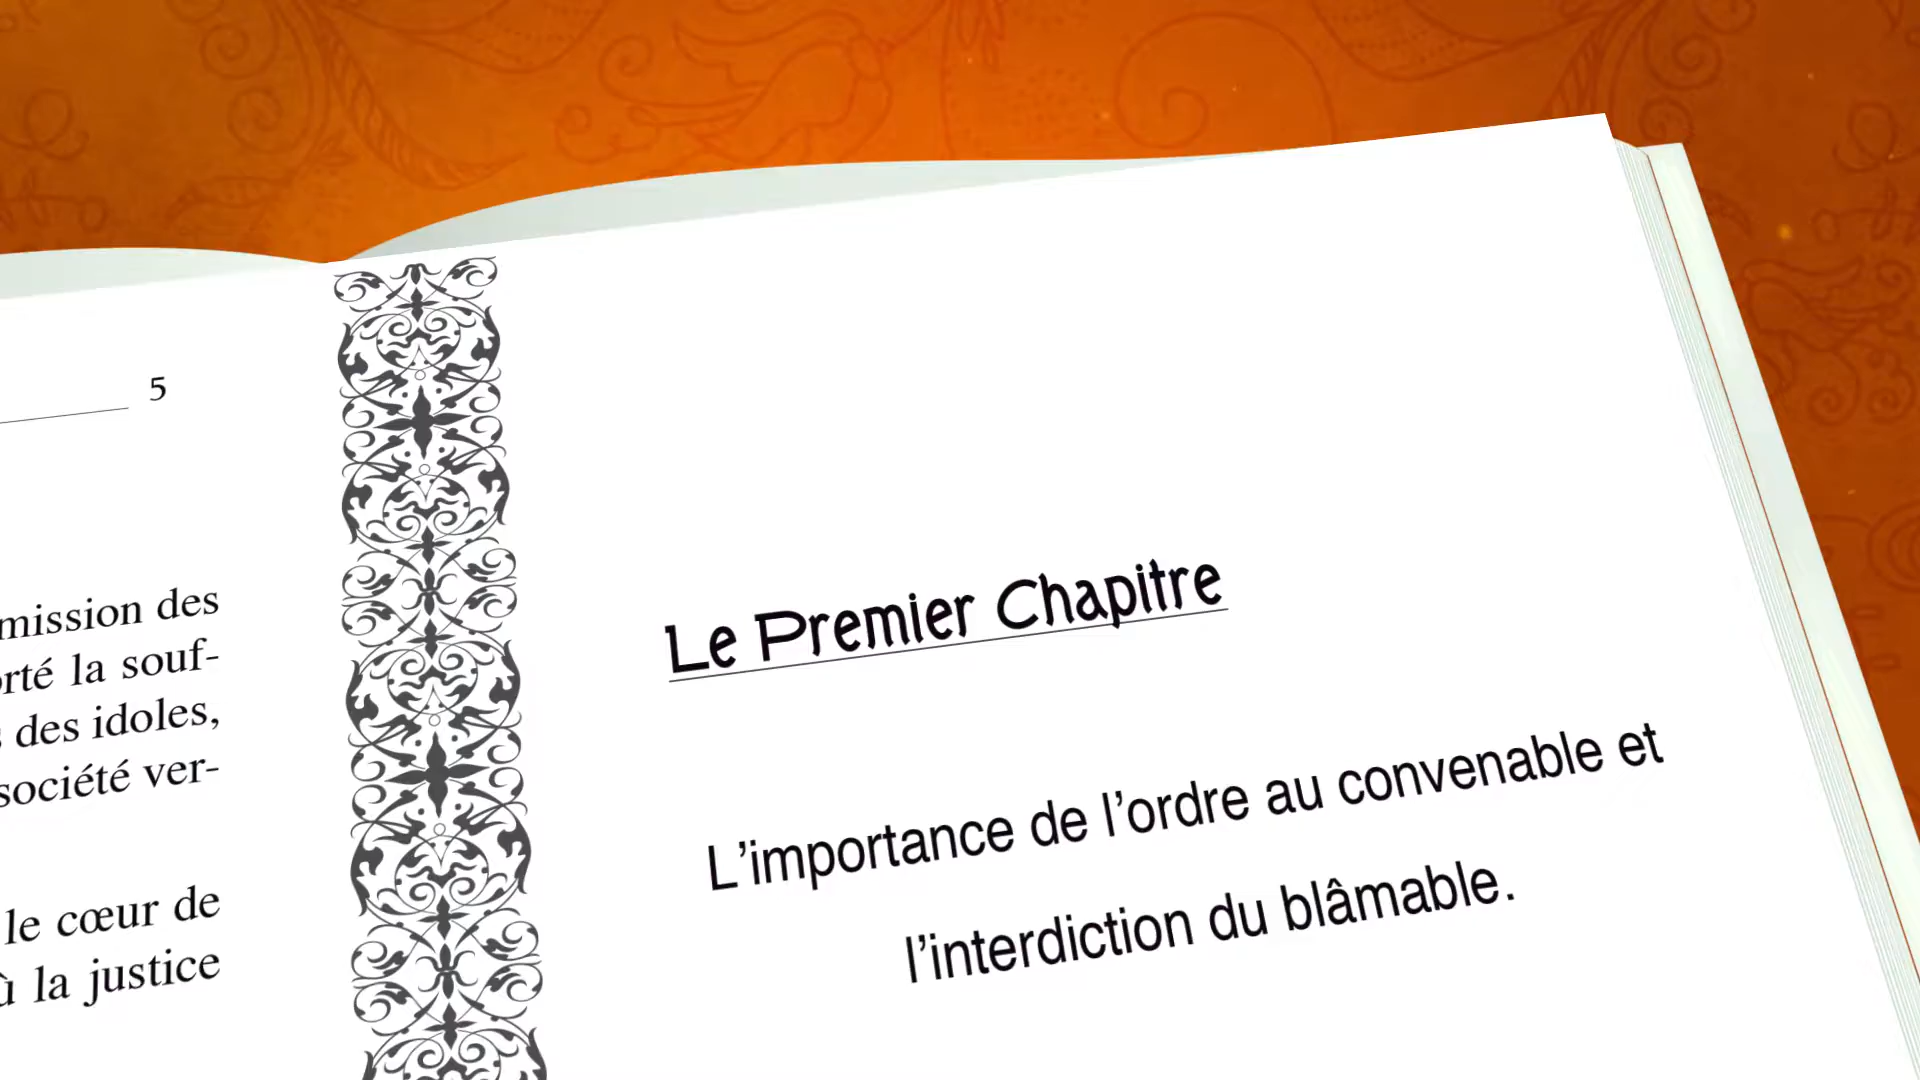 5
mission des
la souf-
des idoles,
société ver-
le cœur de
la justice
Le Premier Chapitre
L'importance de l'ordre au convenable et
l'interdiction du blâmable.